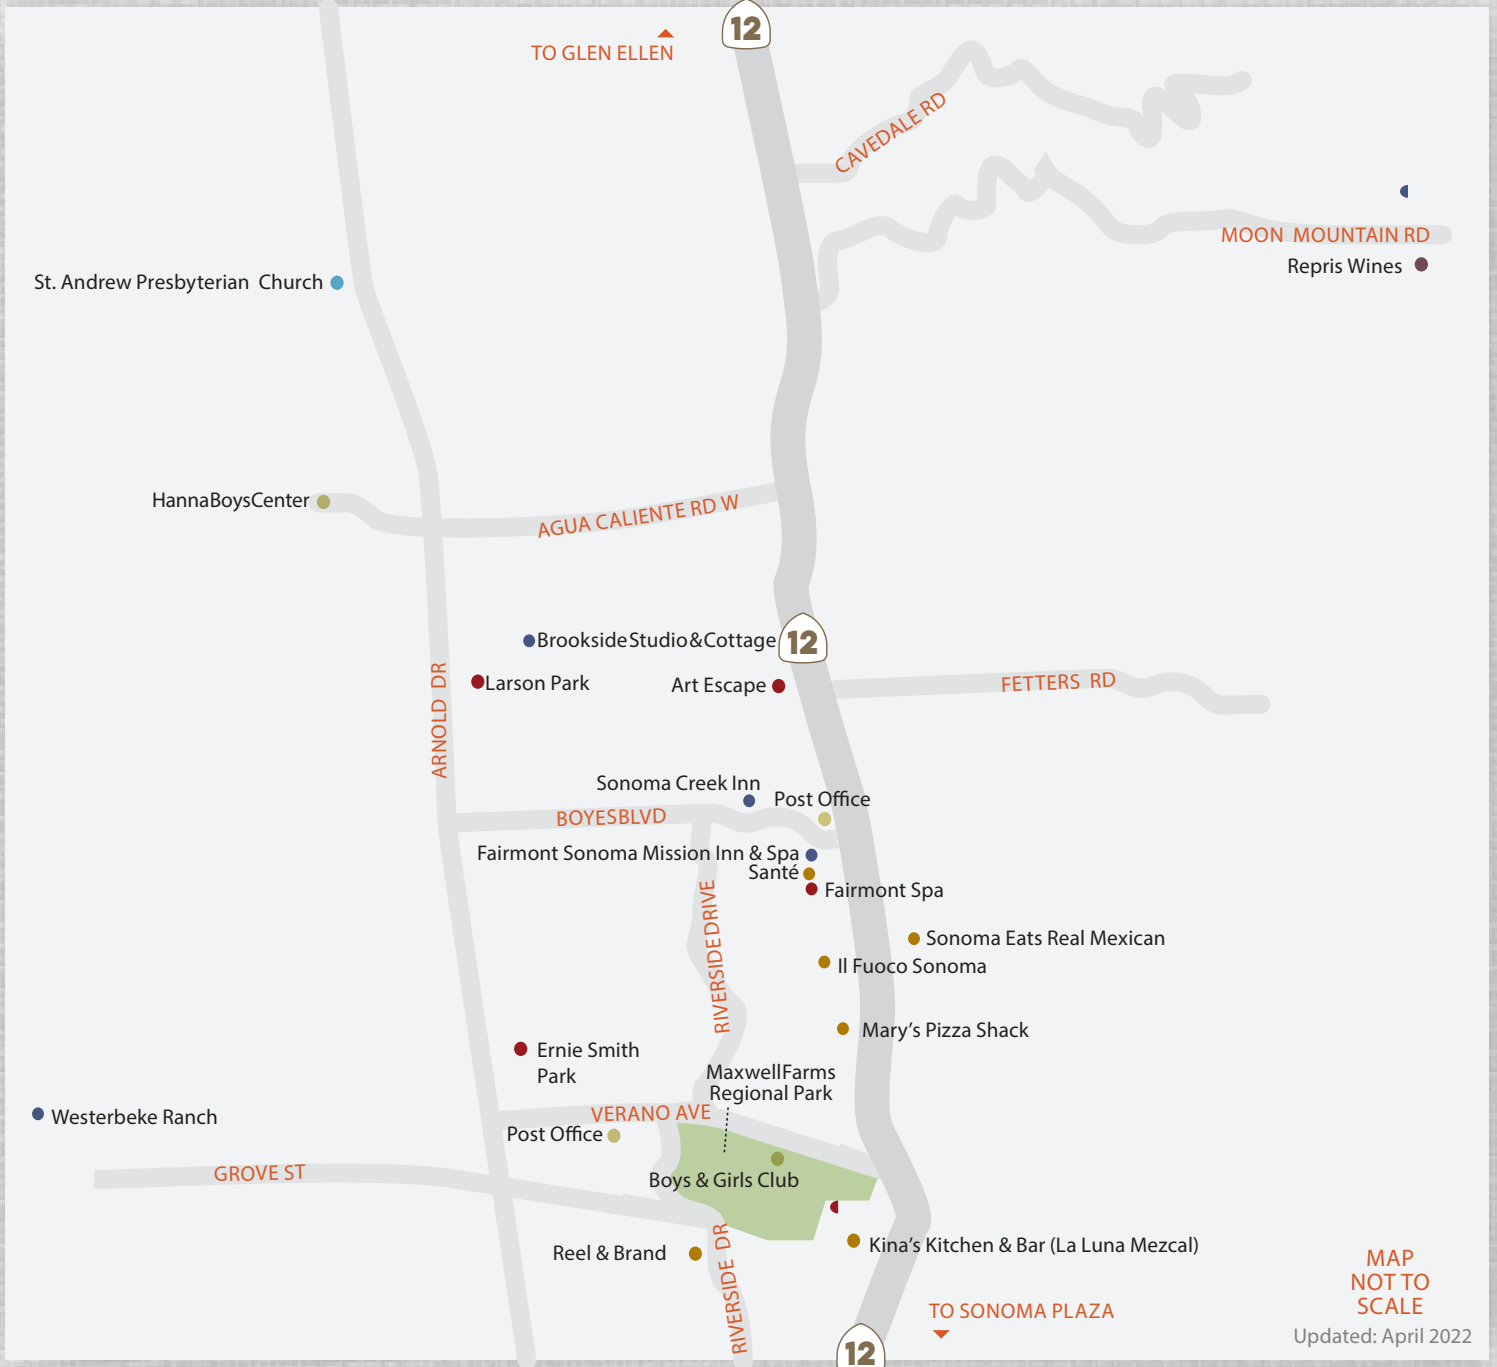 12
TO GLEN ELLEN
CAVEDALE RD
MOON MOUNTAIN RD
Repris Wines
St. Andrew Presbyterian Church
HannaBoysCenter
AGUA CALIENTE RD W
BrooksideStudio&Cottage
12
Larson Park
Art Escape
FETTERS RD
ARNOLD DR
Sonoma Creek Inn
Post Office
BOYESBLVD
Fairmont Sonoma Mission Inn & Spa
Santé
Fairmont Spa
RIVERSIDEDRIVE
Sonoma Eats Real Mexican
Il Fuoco Sonoma
Mary's Pizza Shack
Ernie Smith
Park
MaxwellFarms
Regional Park
VERANO AVE
Westerbeke Ranch
Post Office
GROVE ST
Boys & Girls Club
RIVERSIDE DR
Reel & Brand
Kina's Kitchen & Bar (La Luna Mezcal)
MAP
NOT TO
SCALE
TO SONOMA PLAZA
Updated: April 2022
12